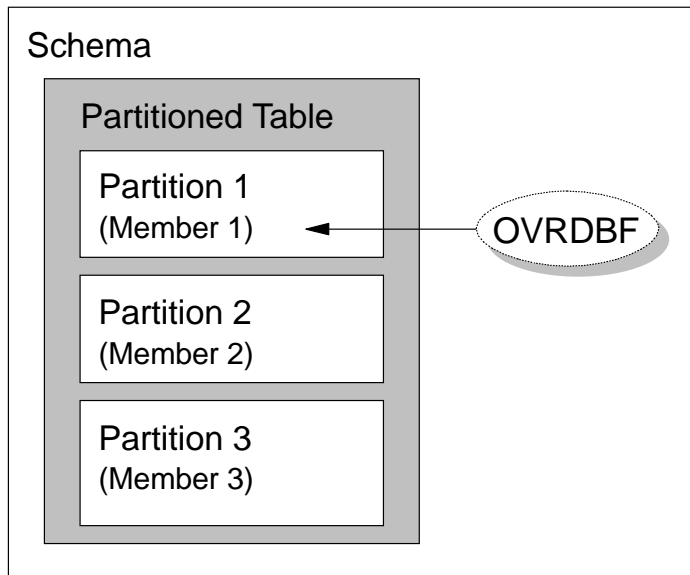 Schema
Partitioned Table
Partition 1
(Member 1)
OVRDBF
Partition 2
(Member 2)
Partition 3
(Member 3)